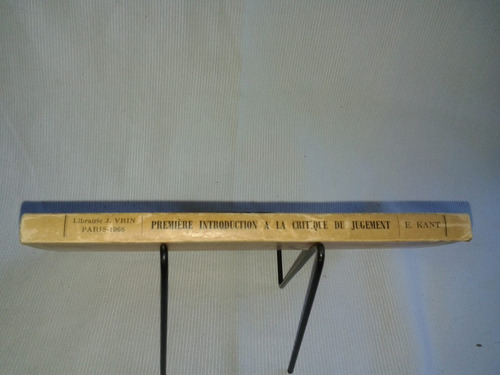 Librairie J. VRIN
PARIS-1968
PREMIÈRE INTRODUCTION A LA CRITIQUE DU JUGEMENT
E. KANT